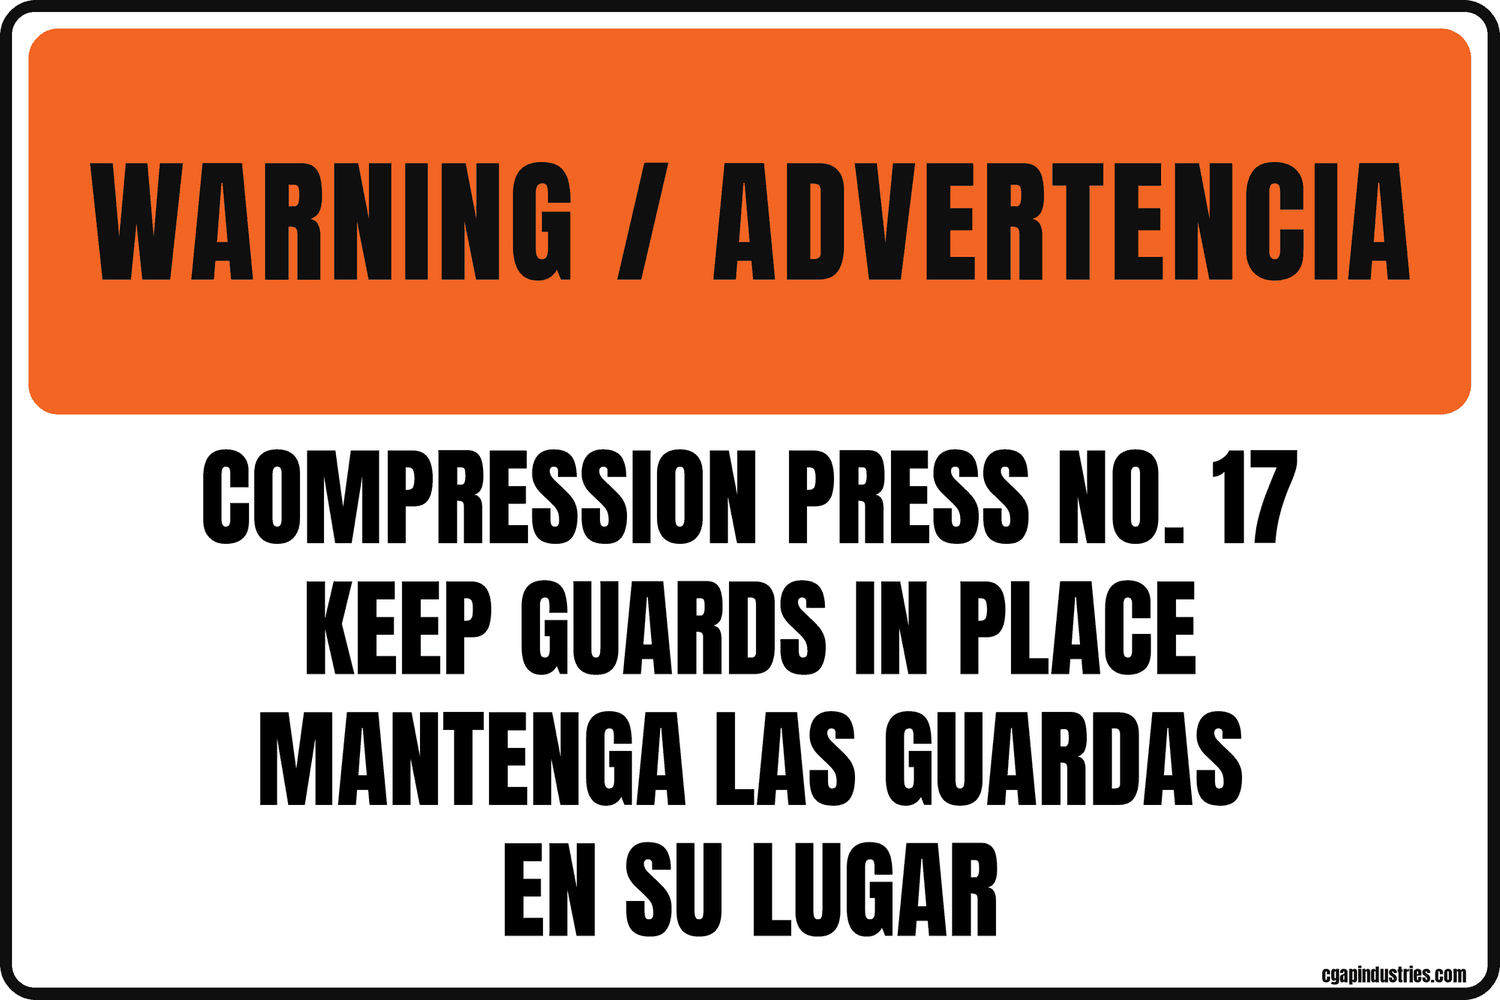 WARNING / ADVERTENCIA
COMPRESSION PRESS NO. 17
KEEP GUARDS IN PLACE
MANTENGA LAS GUARDAS
EN SU LUGAR
cgapindustries.com